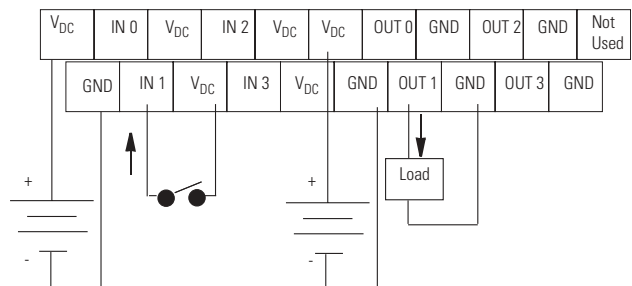 VDC IN 0 VDC IN 2 VDC VDC OUT 0 GND OUT 2 GND Not Used
GND IN 1 VDC IN 3 VDC GND OUT 1 GND OUT 3 GND
+ + Load
- -